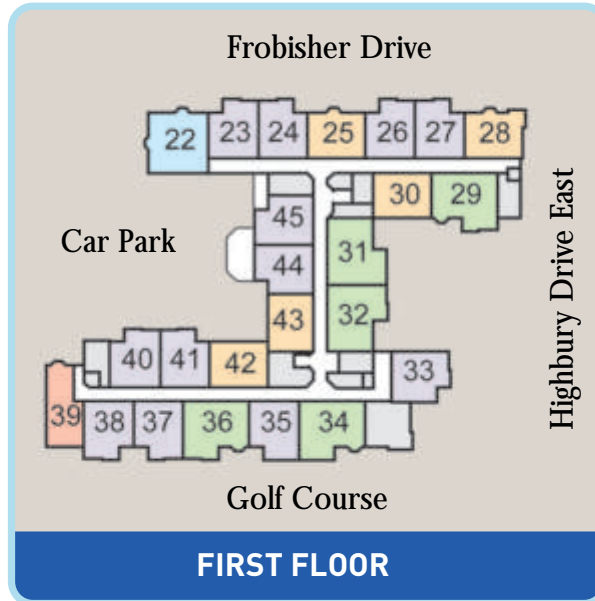 Frobisher Drive
22 23 24 25 26 27 28
30 29
45
Car Park
31
44
43 32
40 41 42 33
39 38 37 36 35 34
Highbury Drive East
Golf Course
FIRST FLOOR